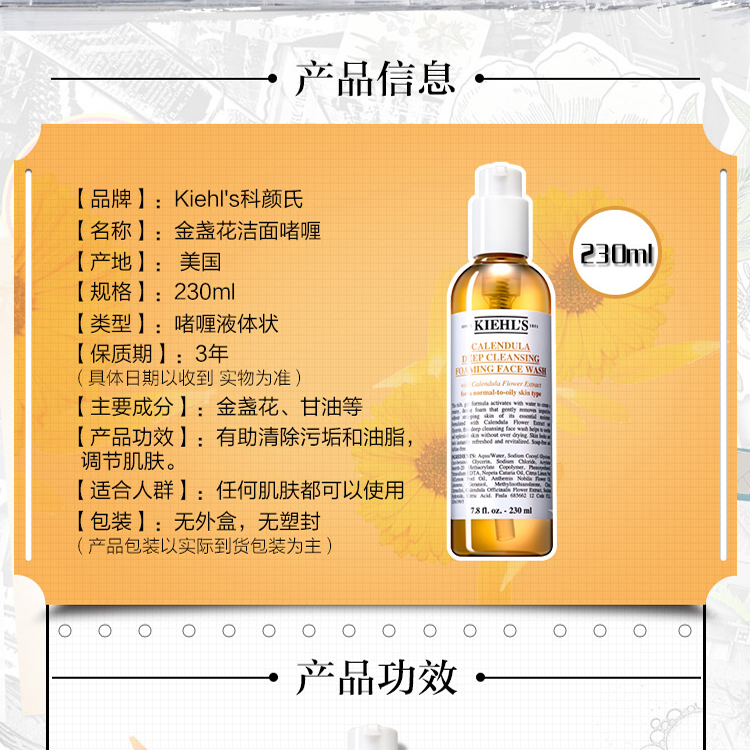 产品信息
【品牌】：Kiehl's科颜氏
【名称】：金盏花洁面啫喱
【产地】：美国
【规格】：230ml
【类型】：啫喱液体状
【保质期】：3年
（具体日期以收到 实物为准）
【主要成分】：金盏花、甘油等
【产品功效】：有助清除污垢和油脂，
调节肌肤。
【适合人群】：任何肌肤都可以使用
【包装】：无外盒，无塑封
（产品包装以实际到货包装为主）
230ml
KIEHL'S
CALENDULA
DEEP CLEANSING
FOAMING FACE WASH
with Calendula Flower Extract
for normal-to-oily skin type
7.8 fl. oz. - 230 ml
产品功效